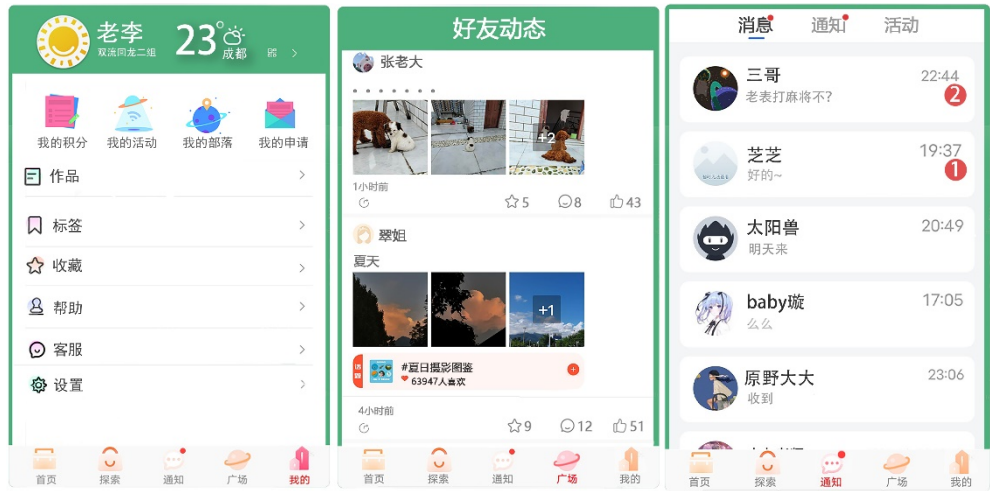 老李
双流同龙二组
23°
成都
我的积分
我的活动
我的部落
我的申请
作品
标签
收藏
帮助
客服
设置
首页
探索
通知
广场
我的
好友动态
张老大
+2
1小时前
5
8
43
翠姐
夏天
+1
#夏日摄影图鉴
63947人喜欢
4小时前
9
12
51
首页
探索
通知
广场
我的
消息
通知
活动
三哥
22:44
老表打麻将不?
2
芝芝
19:37
好的~
1
太阳兽
20:49
明天来
baby璇
17:05
么么
原野大大
23:06
收到
首页
探索
通知
广场
我的